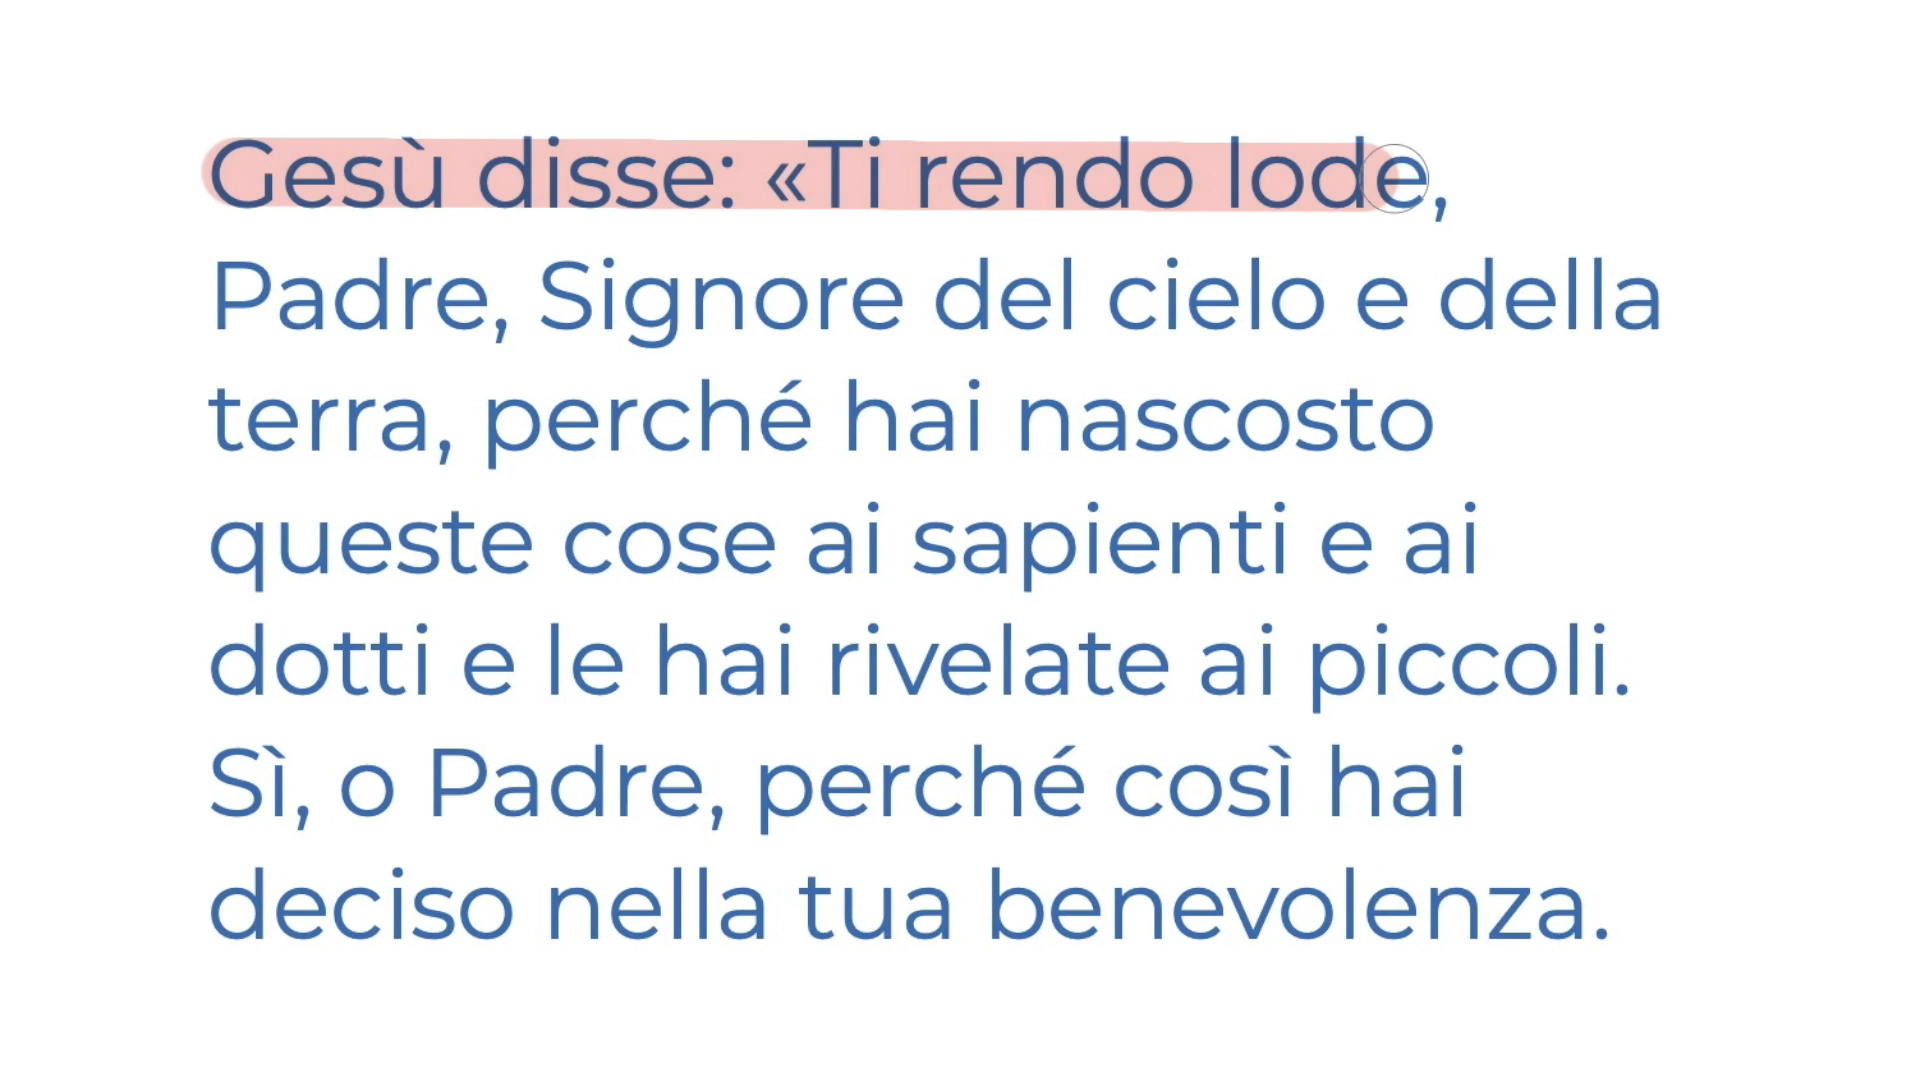 Gesù disse: «Ti rendo lode,
Padre, Signore del cielo e della
terra, perché hai nascosto
queste cose ai sapienti e ai
dotti e le hai rivelate ai piccoli.
Sì, o Padre, perché così hai
deciso nella tua benevolenza.